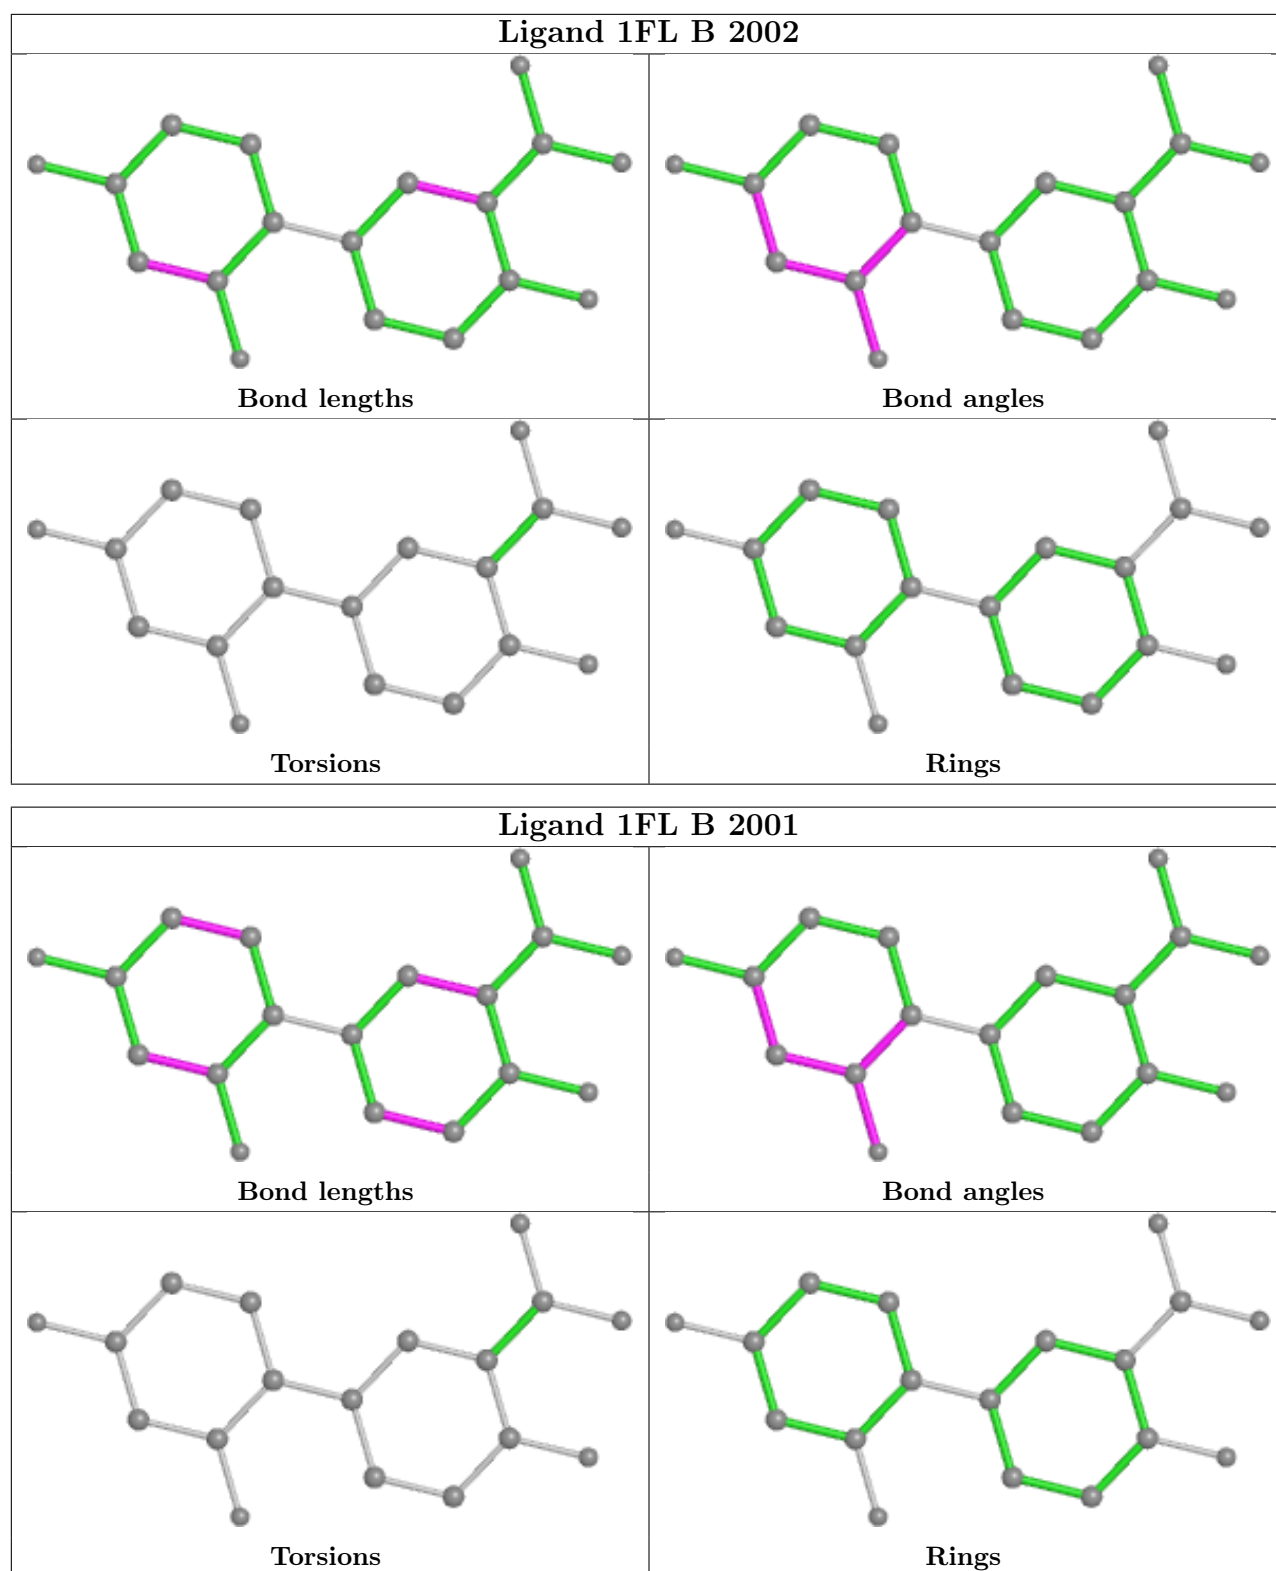 Ligand 1FL B 2002
Bond lengths
Bond angles
Torsions
Rings
Ligand 1FL B 2001
Bond lengths
Bond angles
Torsions
Rings